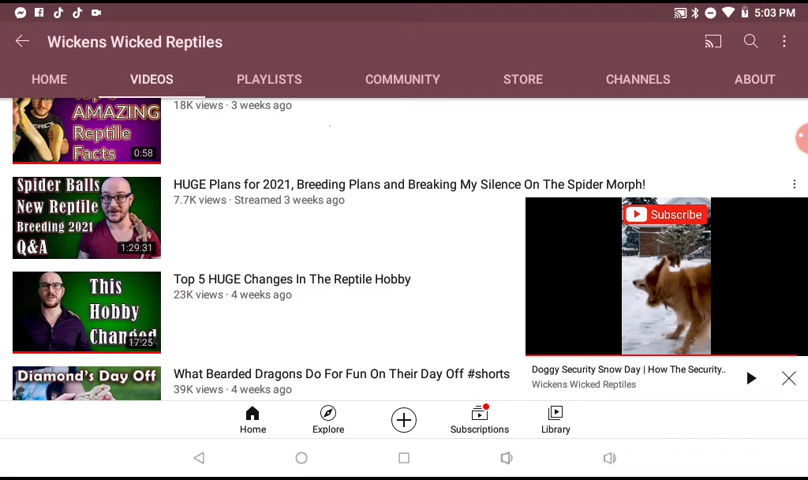 5:03 PM
Wickens Wicked Reptiles
HOME VIDEOS PLAYLISTS COMMUNITY STORE CHANNELS ABOUT
AMAZING
Reptile
Facts
0:58
18K views · 3 weeks ago
Spider Balls
New Reptile
Breeding 2021
Q&A
1:29:31
HUGE Plans for 2021, Breeding Plans and Breaking My Silence On The Spider Morph!
7.7K views · Streamed 3 weeks ago
Subscribe
This
Hobby
Changed
17:25
Top 5 HUGE Changes In The Reptile Hobby
23K views · 4 weeks ago
Diamond's Day Off
What Bearded Dragons Do For Fun On Their Day Off #shorts
39K views · 4 weeks ago
Doggy Security Snow Day | How The Security..
Wickens Wicked Reptiles
Home Explore Subscriptions Library